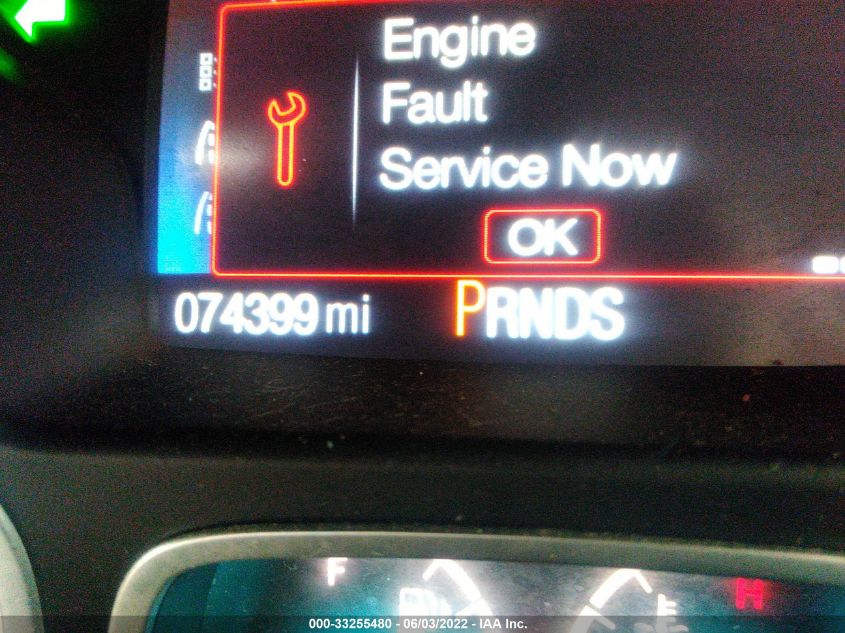 Engine
Fault
Service Now
OK
074399 mi PRNDS
F H
000-33255480 - 06/03/2022 - IAA Inc.